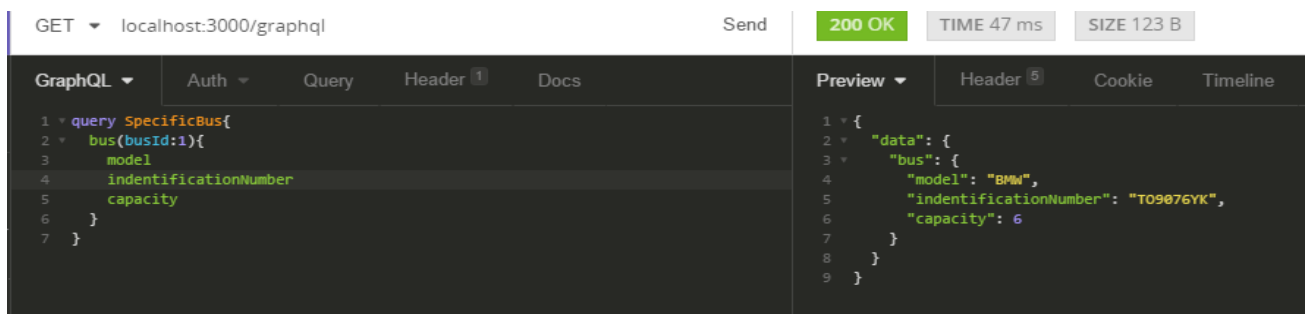 GET localhost:3000/graphql Send 200 OK TIME 47 ms SIZE 123 B
GraphQL Auth Query Header 1 Docs Preview Header 5 Cookie Timeline
1 query SpecificBus{
2 bus(busId:1){
3 model
4 indentificationNumber
5 capacity
6 }
7 }
1 {
2 "data": {
3 "bus": {
4 "model": "BMW",
5 "indentificationNumber": "TO9076YK",
6 "capacity": 6
7 }
8 }
9 }